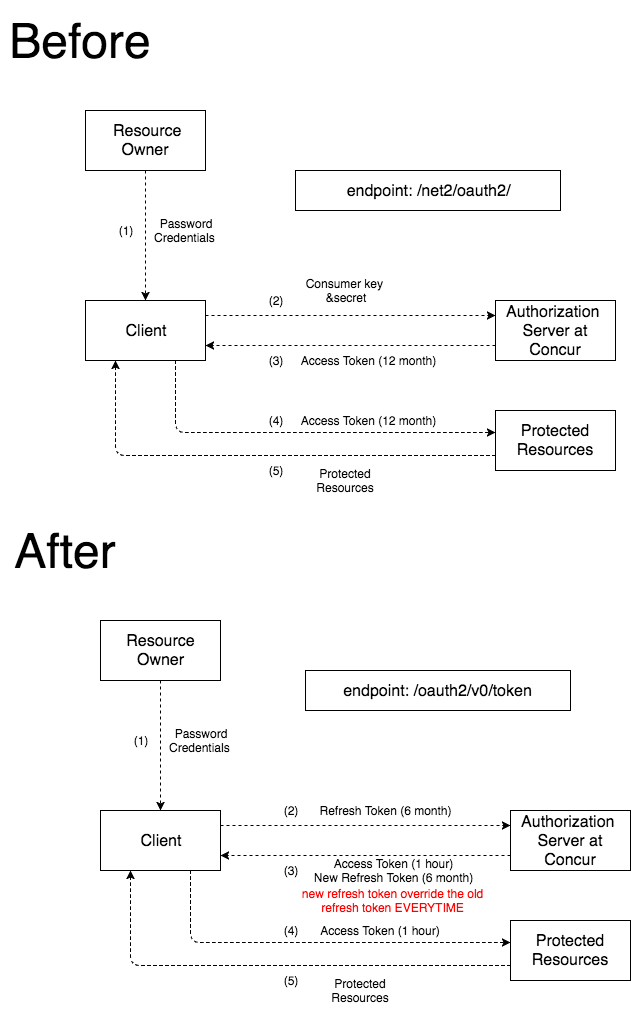 Before
Resource
Owner
endpoint: /net2/oauth2/
(1)
Password
Credentials
Consumer key
&secret
(2)
Client
Authorization
Server at
Concur
(3)
Access Token (12 month)
(4)
Access Token (12 month)
Protected
Resources
(5)
Protected
Resources
After
Resource
Owner
endpoint: /oauth2/v0/token
(1)
Password
Credentials
(2)
Refresh Token (6 month)
Client
Authorization
Server at
Concur
(3)
Access Token (1 hour)
New Refresh Token (6 month)
new refresh token override the old
refresh token EVERYTIME
(4)
Access Token (1 hour)
Protected
Resources
(5)
Protected
Resources